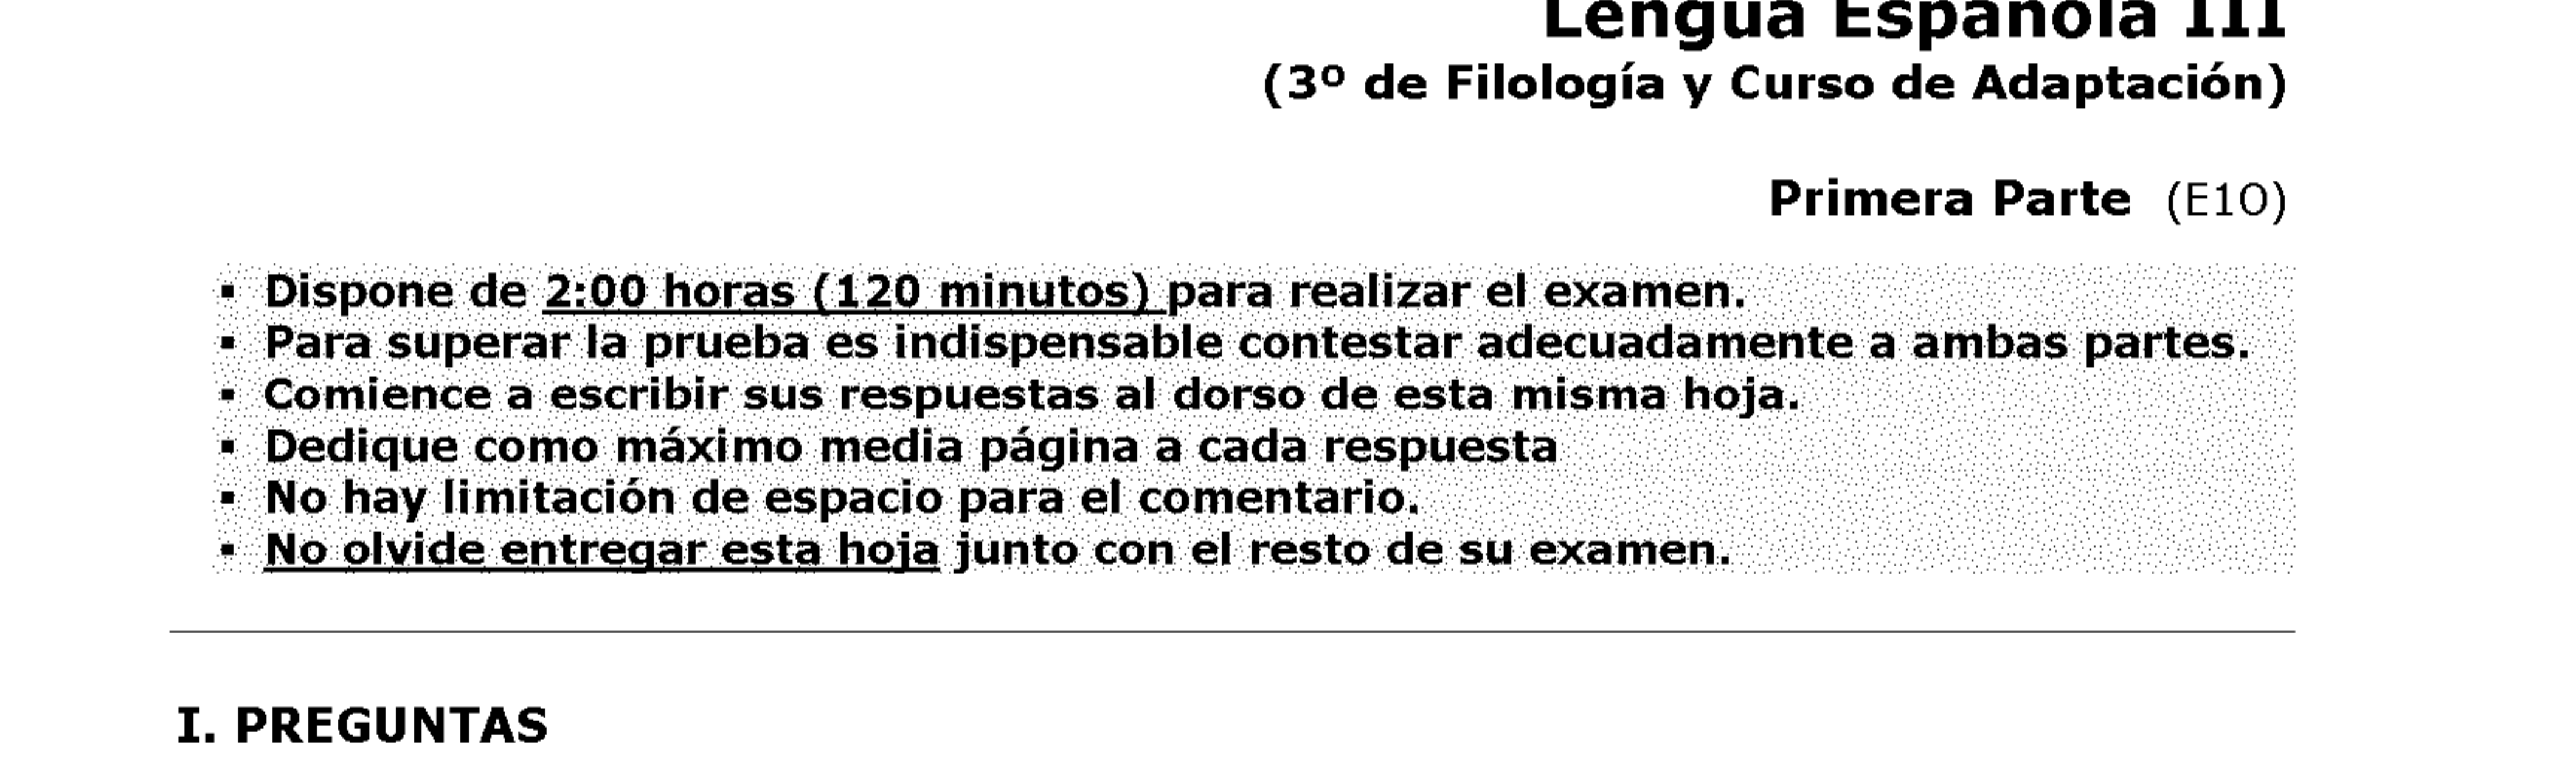 Lengua Española III
(3º de Filología y Curso de Adaptación)
Primera Parte (E1O)
▪ Dispone de 2:00 horas (120 minutos) para realizar el examen.
▪ Para superar la prueba es indispensable contestar adecuadamente a ambas partes.
▪ Comience a escribir sus respuestas al dorso de esta misma hoja.
▪ Dedique como máximo media página a cada respuesta
▪ No hay limitación de espacio para el comentario.
▪ No olvide entregar esta hoja junto con el resto de su examen.
I. PREGUNTAS